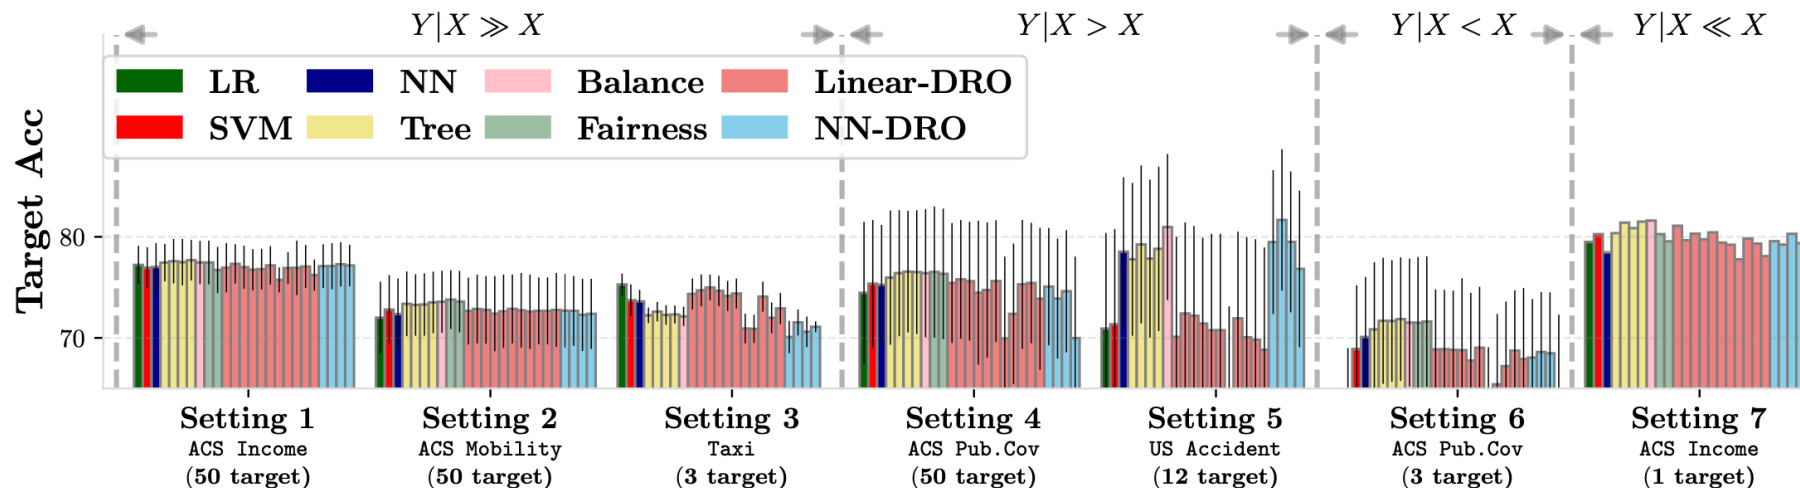 Y|X ≫ X Y|X > X Y|X < X Y|X ≪ X
LR NN Balance Linear-DRO
SVM Tree Fairness NN-DRO
Target Acc
80
70
Setting 1 Setting 2 Setting 3 Setting 4 Setting 5 Setting 6 Setting 7
ACS Income ACS Mobility Taxi ACS Pub.Cov US Accident ACS Pub.Cov ACS Income
(50 target) (50 target) (3 target) (50 target) (12 target) (3 target) (1 target)